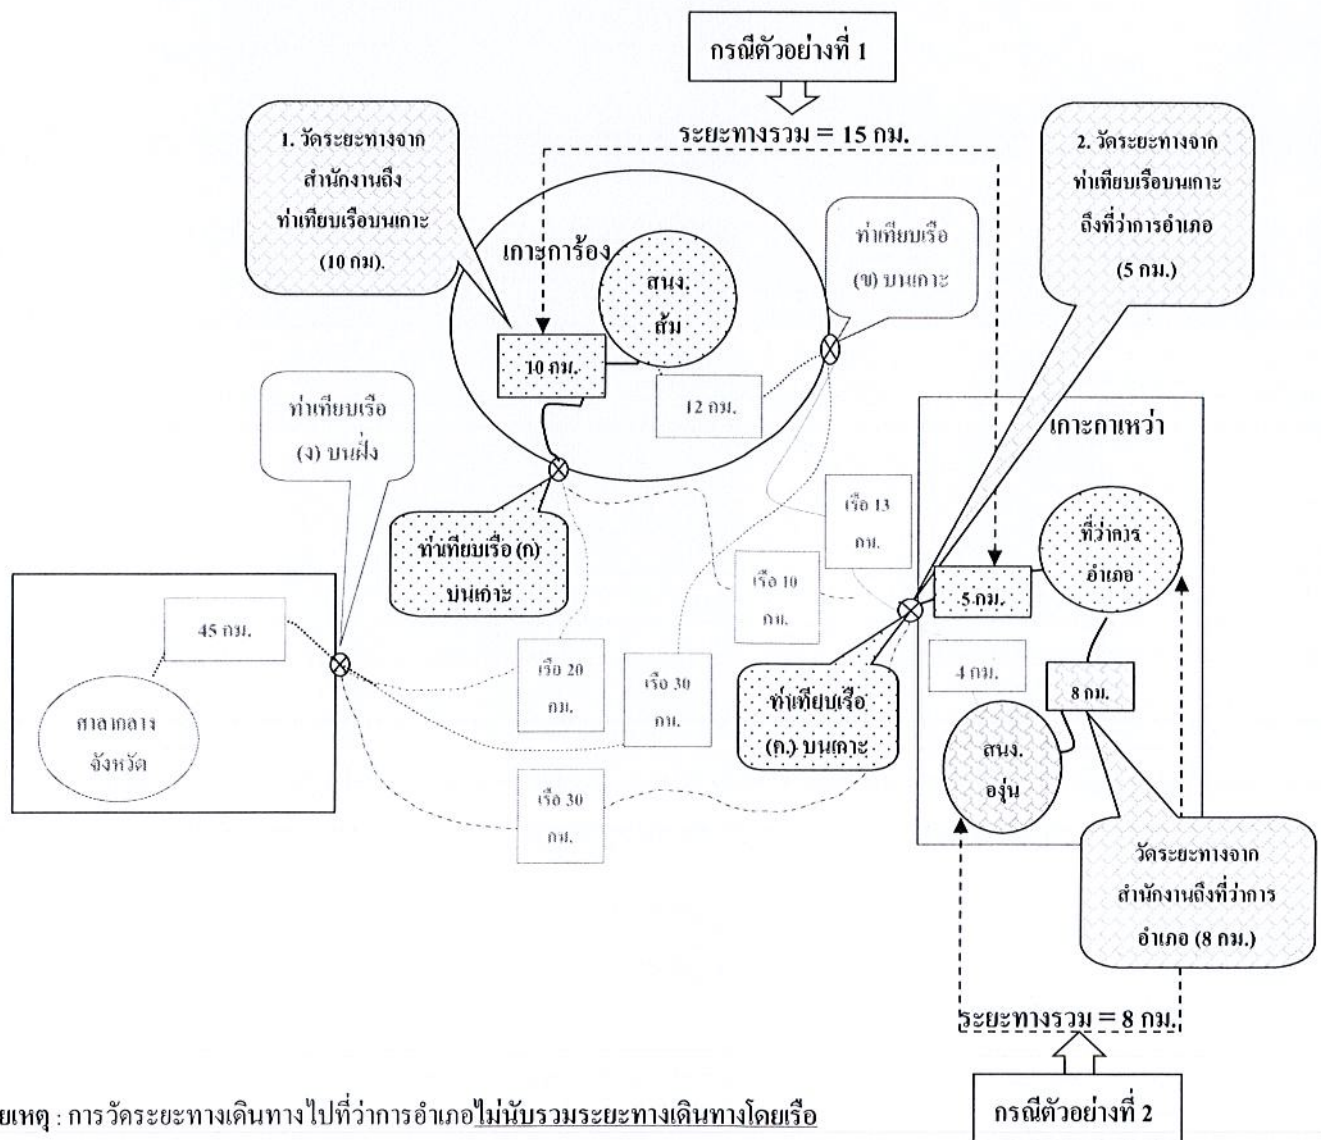 กรณีตัวอย่างที่ 1
ระยะทางรวม = 15 กม.
1. วัดระยะทางจาก
สำนักงานถึง
ท่าเทียบเรือบนเกาะ
(10 กม).
2. วัดระยะทางจาก
ท่าเทียบเรือบนเกาะ
ถึงที่ว่าการอำเภอ
(5 กม.)
เกาะการ้อง
สนง.
ส้ม
ท่าเทียบเรือ
(ข) บนเกาะ
10 กม.
12 กม.
ท่าเทียบเรือ
(ง) บนฝั่ง
เกาะกาเหว่า
ท่าเทียบเรือ (ก)
บนเกาะ
เรือ 13
กม.
ที่ว่าการ
อำเภอ
เรือ 10
กม.
5 กม.
45 กม.
เรือ 20
กม.
เรือ 30
กม.
4 กม.
8 กม.
ท่าเทียบเรือ
(ค.) บนเกาะ
ศาลากลาง
จังหวัด
สนง.
องุ่น
เรือ 30
กม.
วัดระยะทางจาก
สำนักงานถึงที่ว่าการ
อำเภอ (8 กม.)
ระยะทางรวม = 8 กม.
กรณีตัวอย่างที่ 2
ยเหตุ : การวัดระยะทางเดินทางไปที่ว่าการอำเภอไม่นับรวมระยะทางเดินทางโดยเรือ